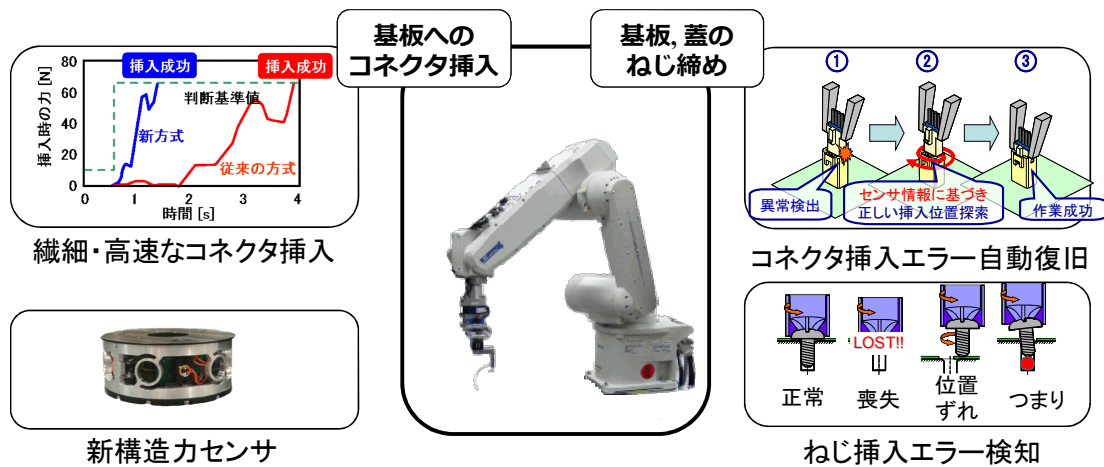 基板への
コネクタ挿入
基板, 蓋の
ねじ締め
挿入時の力 [N]
80
60
40
20
0
挿入成功
挿入成功
判断基準値
新方式
従来の方式
0
1
2
3
4
時間 [s]
繊細・高速なコネクタ挿入
①
②
③
異常検出
センサ情報に基づき
正しい挿入位置探索
作業成功
コネクタ挿入エラー自動復旧
新構造力センサ
LOST!!
正常
喪失
位置
ずれ
つまり
ねじ挿入エラー検知